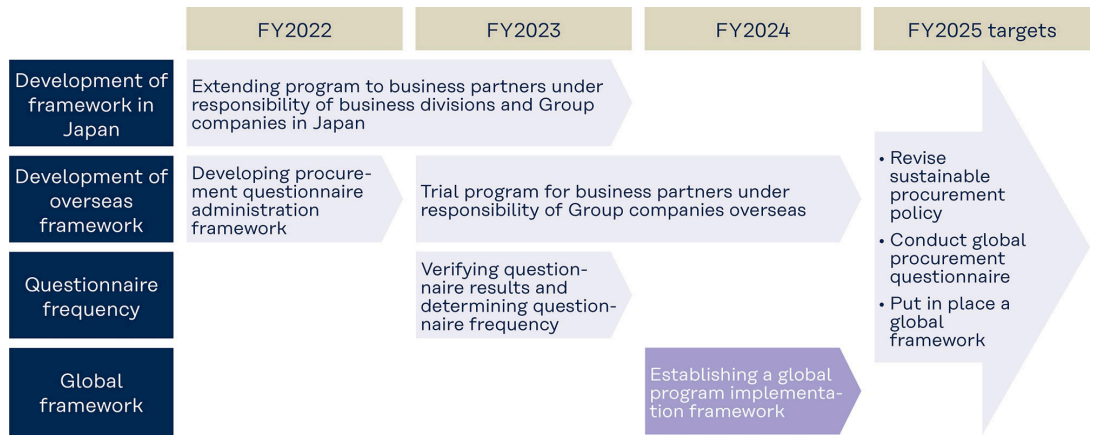 FY2022
FY2023
FY2024
FY2025 targets
Development of
framework in
Japan
Extending program to business partners under
responsibility of business divisions and Group
companies in Japan
Development of
overseas
framework
Developing procure-
ment questionnaire
administration
framework
Trial program for business partners under
responsibility of Group companies overseas
Questionnaire
frequency
Verifying question-
naire results and
determining question-
naire frequency
Global
framework
Establishing a global
program implementa-
tion framework
• Revise
sustainable
procurement
policy
• Conduct global
procurement
questionnaire
• Put in place a
global
framework